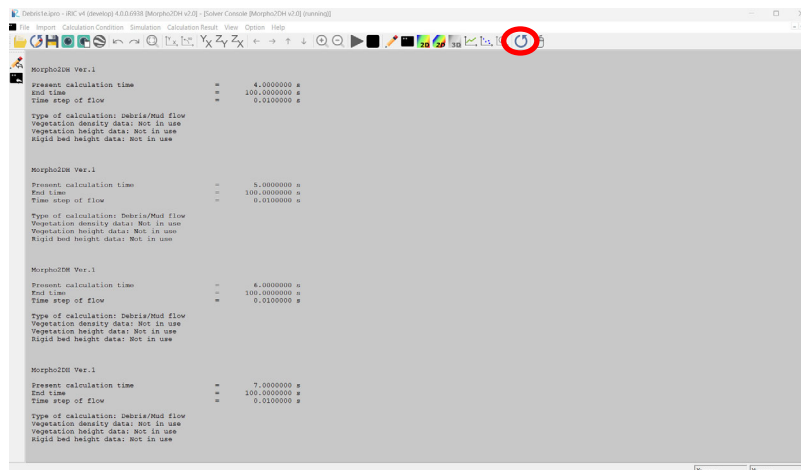 Debris1e.ipro - iRIC v4 (develop) 4.0.0.6938 [Morpho2DH v2.0] - [Solver Console [Morpho2DH v2.0] (running)]
File Import Calculation Condition Simulation Calculation Result View Option Help
Morpho2DH Ver.1
Present calculation time = 4.0000000 s
End time = 100.0000000 s
Time step of flow = 0.0100000 s
Type of calculation: Debris/Mud flow
Vegetation density data: Not in use
Vegetation height data: Not in use
Rigid bed height data: Not in use
Morpho2DH Ver.1
Present calculation time = 5.0000000 s
End time = 100.0000000 s
Time step of flow = 0.0100000 s
Type of calculation: Debris/Mud flow
Vegetation density data: Not in use
Vegetation height data: Not in use
Rigid bed height data: Not in use
Morpho2DH Ver.1
Present calculation time = 6.0000000 s
End time = 100.0000000 s
Time step of flow = 0.0100000 s
Type of calculation: Debris/Mud flow
Vegetation density data: Not in use
Vegetation height data: Not in use
Rigid bed height data: Not in use
Morpho2DH Ver.1
Present calculation time = 7.0000000 s
End time = 100.0000000 s
Time step of flow = 0.0100000 s
Type of calculation: Debris/Mud flow
Vegetation density data: Not in use
Vegetation height data: Not in use
Rigid bed height data: Not in use